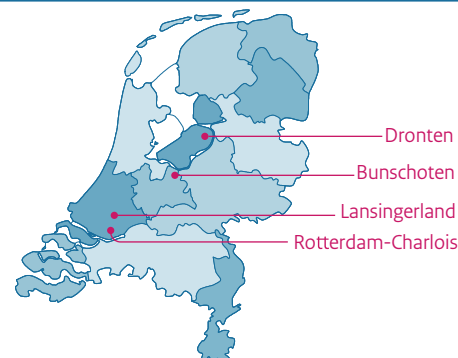 Dronten
Bunschoten
Lansingerland
Rotterdam-Charlois